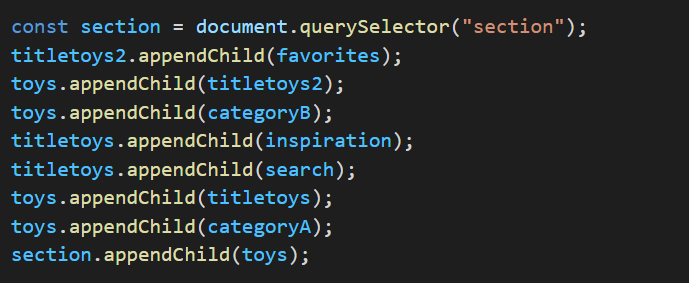 const section = document.querySelector("section");
titletoys2.appendChild(favorites);
toys.appendChild(titletoys2);
toys.appendChild(categoryB);
titletoys.appendChild(inspiration);
titletoys.appendChild(search);
toys.appendChild(titletoys);
toys.appendChild(categoryA);
section.appendChild(toys);